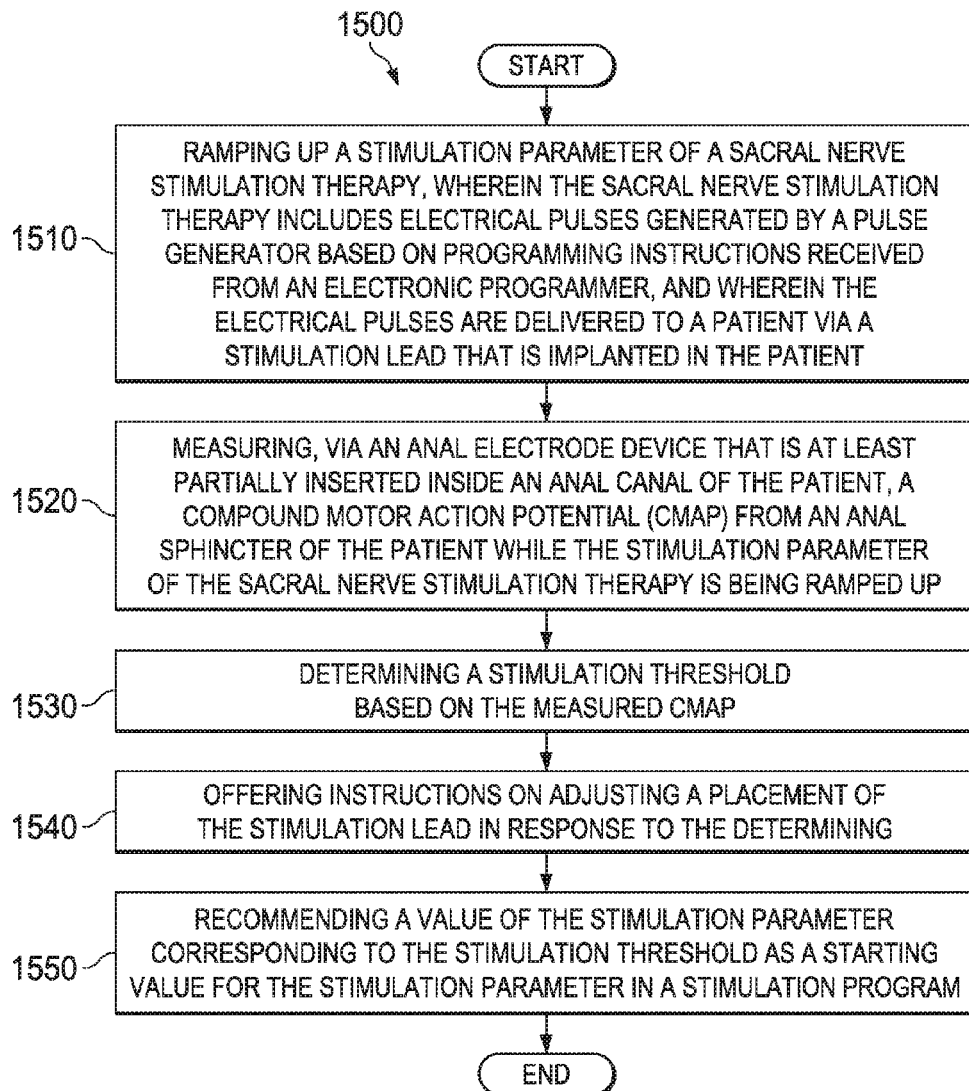 1500
START
1510
RAMPING UP A STIMULATION PARAMETER OF A SACRAL NERVE
STIMULATION THERAPY, WHEREIN THE SACRAL NERVE STIMULATION
THERAPY INCLUDES ELECTRICAL PULSES GENERATED BY A PULSE
GENERATOR BASED ON PROGRAMMING INSTRUCTIONS RECEIVED
FROM AN ELECTRONIC PROGRAMMER, AND WHEREIN THE
ELECTRICAL PULSES ARE DELIVERED TO A PATIENT VIA A
STIMULATION LEAD THAT IS IMPLANTED IN THE PATIENT
1520
MEASURING, VIA AN ANAL ELECTRODE DEVICE THAT IS AT LEAST
PARTIALLY INSERTED INSIDE AN ANAL CANAL OF THE PATIENT, A
COMPOUND MOTOR ACTION POTENTIAL (CMAP) FROM AN ANAL
SPHINCTER OF THE PATIENT WHILE THE STIMULATION PARAMETER
OF THE SACRAL NERVE STIMULATION THERAPY IS BEING RAMPED UP
1530
DETERMINING A STIMULATION THRESHOLD
BASED ON THE MEASURED CMAP
1540
OFFERING INSTRUCTIONS ON ADJUSTING A PLACEMENT OF
THE STIMULATION LEAD IN RESPONSE TO THE DETERMINING
1550
RECOMMENDING A VALUE OF THE STIMULATION PARAMETER
CORRESPONDING TO THE STIMULATION THRESHOLD AS A STARTING
VALUE FOR THE STIMULATION PARAMETER IN A STIMULATION PROGRAM
END